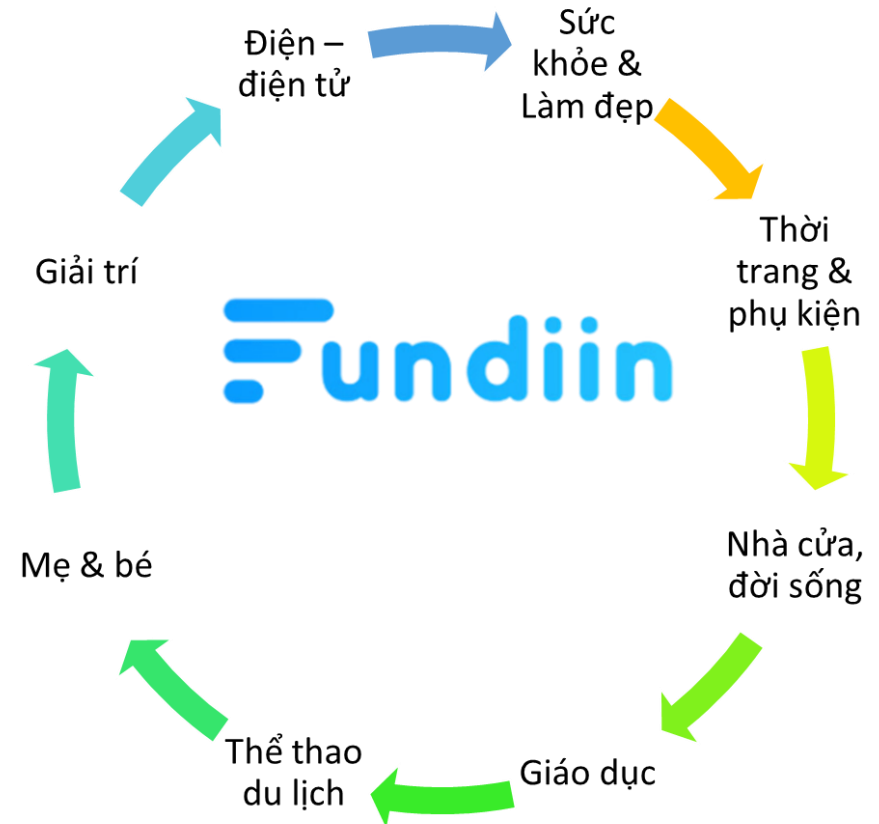 Điện –
điện tử
Sức
khỏe &
Làm đẹp
Thời
trang &
phụ kiện
Nhà cửa,
đời sống
Giáo dục
Thể thao
du lịch
Mẹ & bé
Giải trí
Fundiin